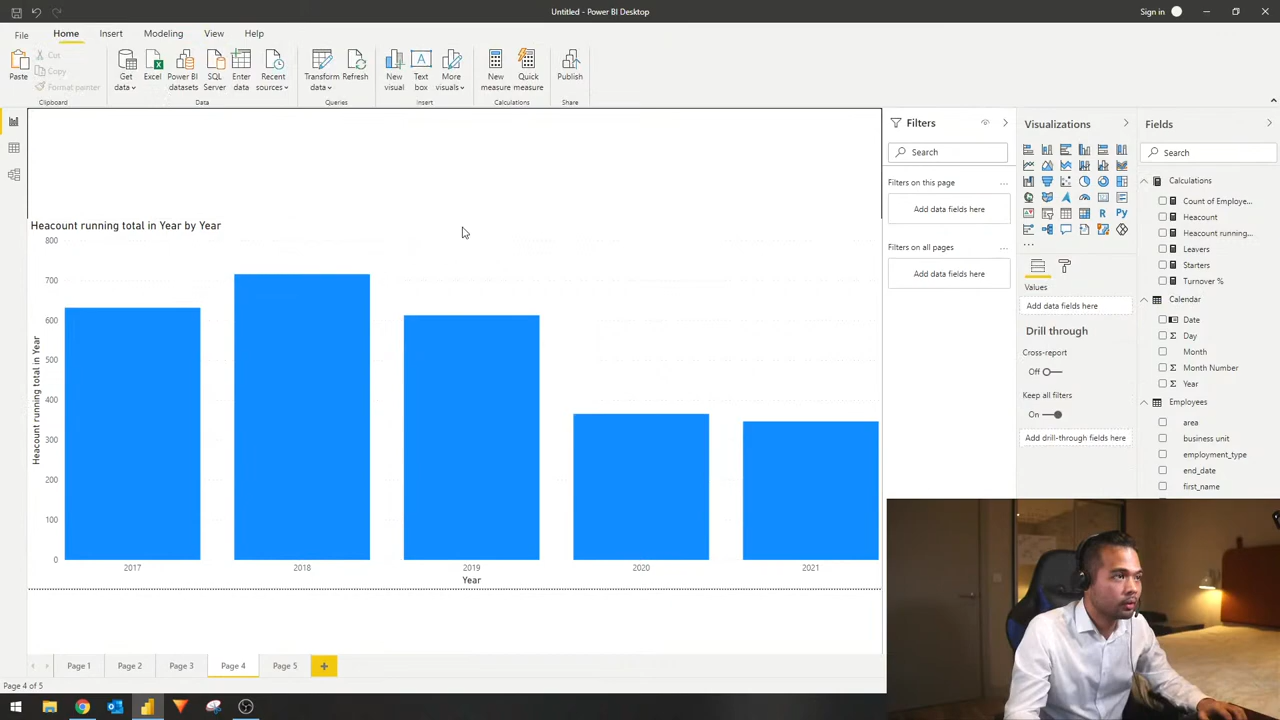 Untitled - Power BI Desktop
Sign in
File
Home
Insert
Modeling
View
Help
Paste
Cut
Copy
Format painter
Clipboard
Get data
Excel
Power BI datasets
SQL Server
Enter data
Recent sources
Data
Transform data
Refresh
Queries
New visual
Text box
More visuals
Insert
New measure
Quick measure
Calculations
Publish
Share
Heacount running total in Year by Year
Heacount running total in Year
800
700
600
500
400
300
200
100
0
2017
2018
2019
2020
2021
Year
Filters
Search
Filters on this page
...
Add data fields here
Filters on all pages
...
Add data fields here
Visualizations
R
Py
...
Values
Add data fields here
Drill through
Cross-report
Off
Keep all filters
On
Add drill-through fields here
Fields
Search
Calculations
Count of Employe...
Heacount
Heacount running...
Leavers
Starters
Turnover %
Calendar
Date
Day
Month
Month Number
Year
Employees
area
business unit
employment_type
end_date
first_name
Page 1
Page 2
Page 3
Page 4
Page 5
Page 4 of 5